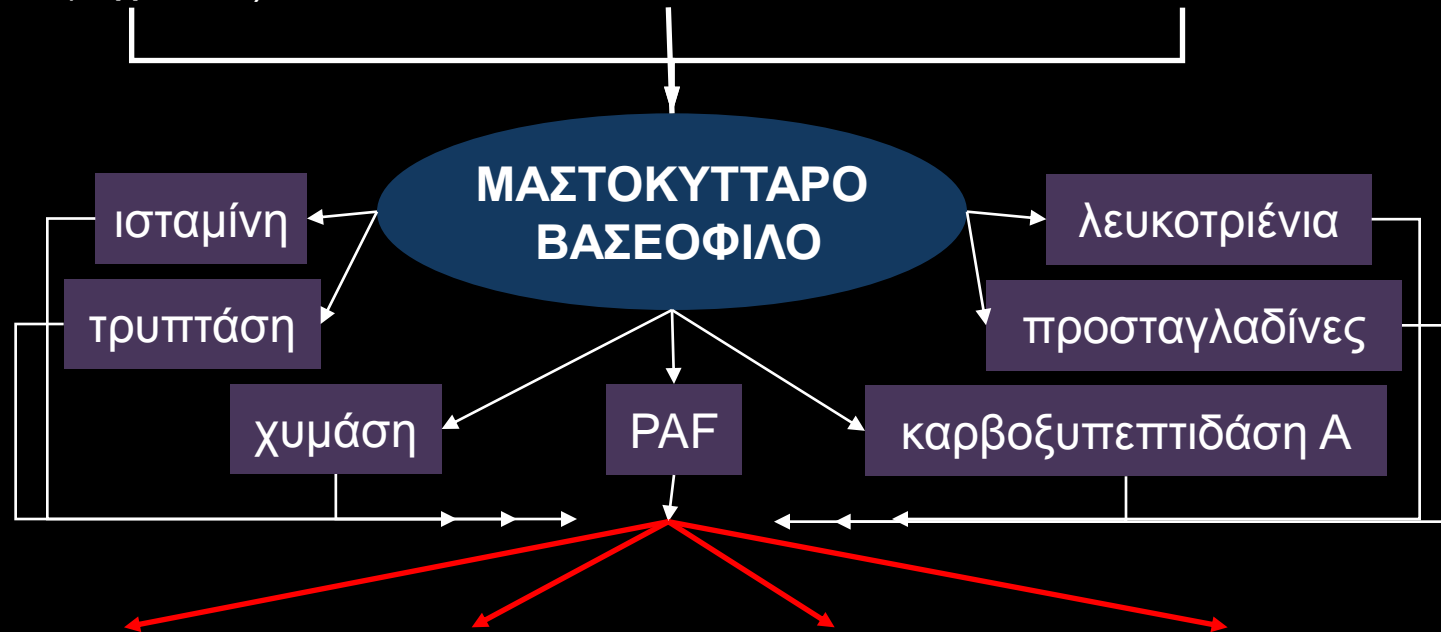 ΜΑΣΤΟΚΥΤΤΑΡΟ
ΒΑΣΕΟΦΙΛΟ
ισταμίνη
λευκοτριένια
τρυπτάση
προσταγλαδίνες
χυμάση
PAF
καρβοξυπεπτιδάση Α